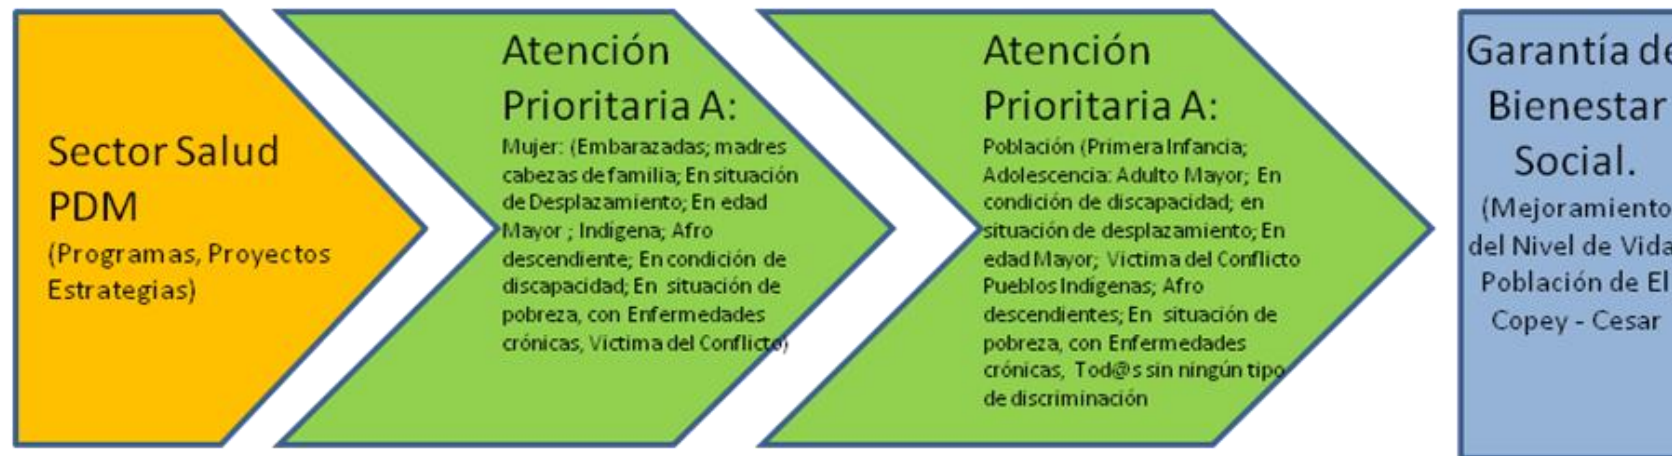 Sector Salud
PDM
(Programas, Proyectos
Estrategias)
Atención
Prioritaria A:
Mujer: (Embarazadas; madres
cabezas de familia; En situación
de Desplazamiento; En edad
Mayor ; Indígena; Afro
descendiente; En condición de
discapacidad; En situación de
pobreza, con Enfermedades
crónicas, Victima del Conflicto)
Atención
Prioritaria A:
Población (Primera Infancia;
Adolescencia: Adulto Mayor; En
condición de discapacidad; en
situación de desplazamiento; En
edad Mayor; Victima del Conflicto
Pueblos Indígenas; Afro
descendientes; En situación de
pobreza, con Enfermedades
crónicas, Tod@s sin ningún tipo
de discriminación
Garantía de
Bienestar
Social.
(Mejoramiento
del Nivel de Vida
Población de El
Copey - Cesar